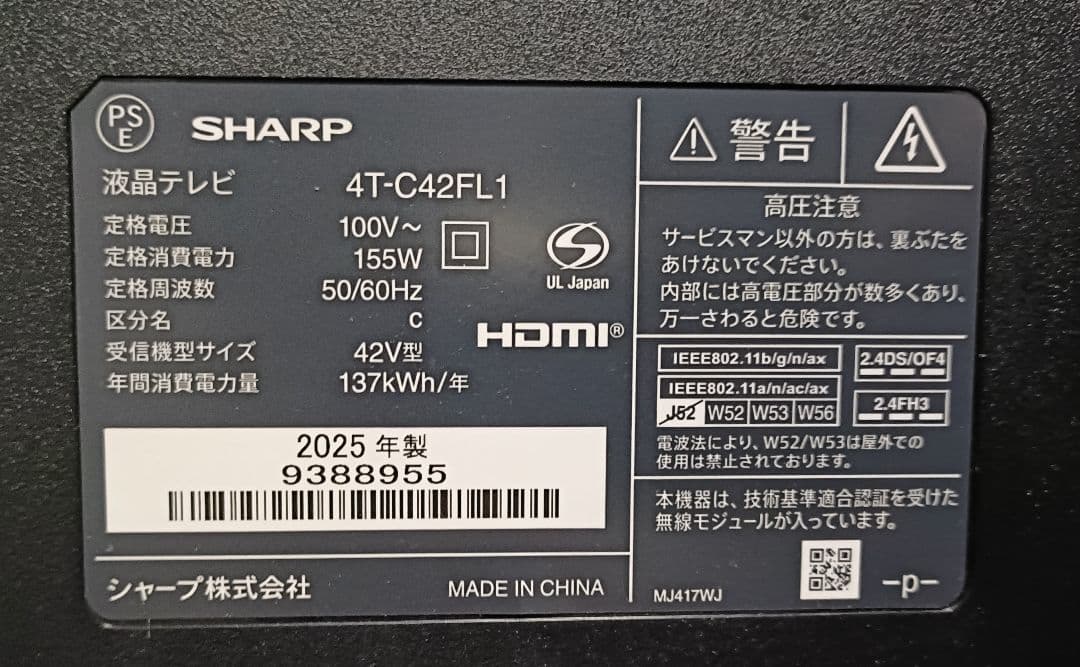 PS
E
SHARP
液晶テレビ 4T-C42FL1
定格電圧 100V～
定格消費電力 155W
定格周波数 50/60Hz
区分名 C
受信機型サイズ 42V型
年間消費電力量 137kWh/年
UL Japan
HDMI®
2025 年製
9388955
シャープ株式会社 MADE IN CHINA
警告
高圧注意
サービスマン以外の方は、裏ぶたを
あけないでください。
内部には高電圧部分が数多くあり、
万一さわると危険です。
IEEE802.11b/g/n/ax
2.4DS/OF4
IEEE802.11a/n/ac/ax
J52 W52 W53 W56
2.4FH3
電波法により、W52/W53は屋外での
使用は禁止されております。
本機器は、技術基準適合認証を受けた
無線モジュールが入っています。
MJ417WJ
-p-